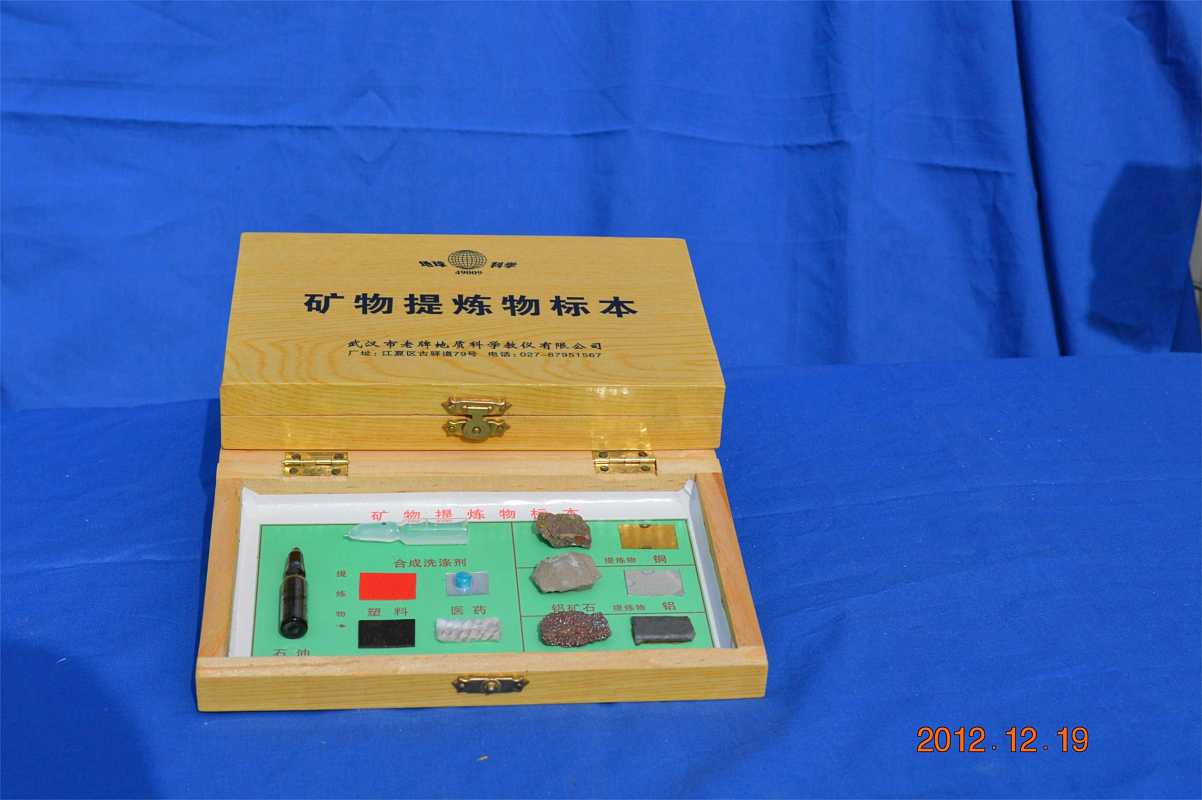 地球 科学
49009
矿物提炼物标本
武汉市老牌地质科学教仪有限公司
厂址:江夏区古驿道79号 电话:027-87951567
矿物提炼物标本
合成洗涤剂
提炼物
塑料
医药
石油
提炼物 铜
铝矿石 提炼物 铝
2012.12.19